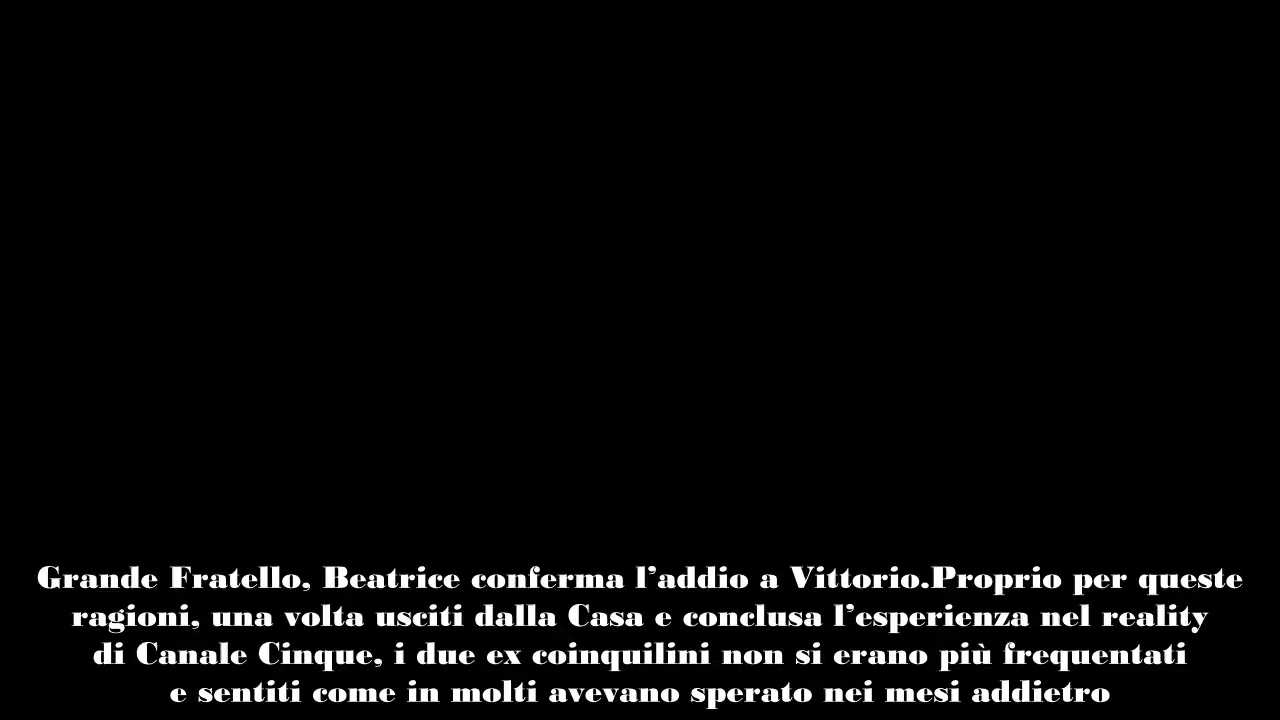 Grande Fratello, Beatrice conferma l’addio a Vittorio.Proprio per queste
ragioni, una volta usciti dalla Casa e conclusa l’esperienza nel reality
di Canale Cinque, i due ex coinquilini non si erano più frequentati
e sentiti come in molti avevano sperato nei mesi addietro